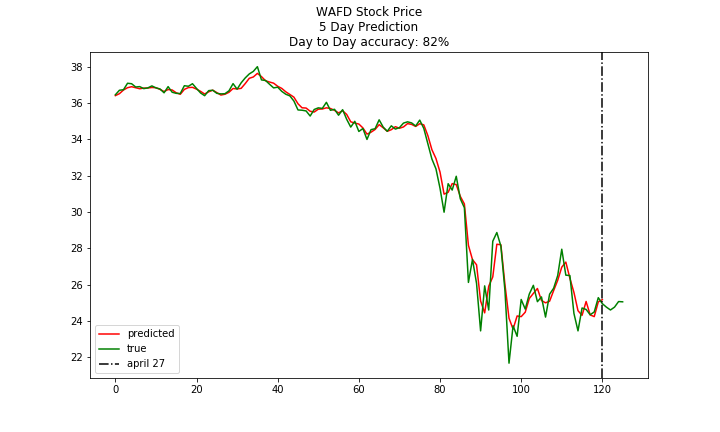 WAFD Stock Price
5 Day Prediction
Day to Day accuracy: 82%
38
36
34
32
30
28
26
24
22
predicted
true
april 27
0 20 40 60 80 100 120